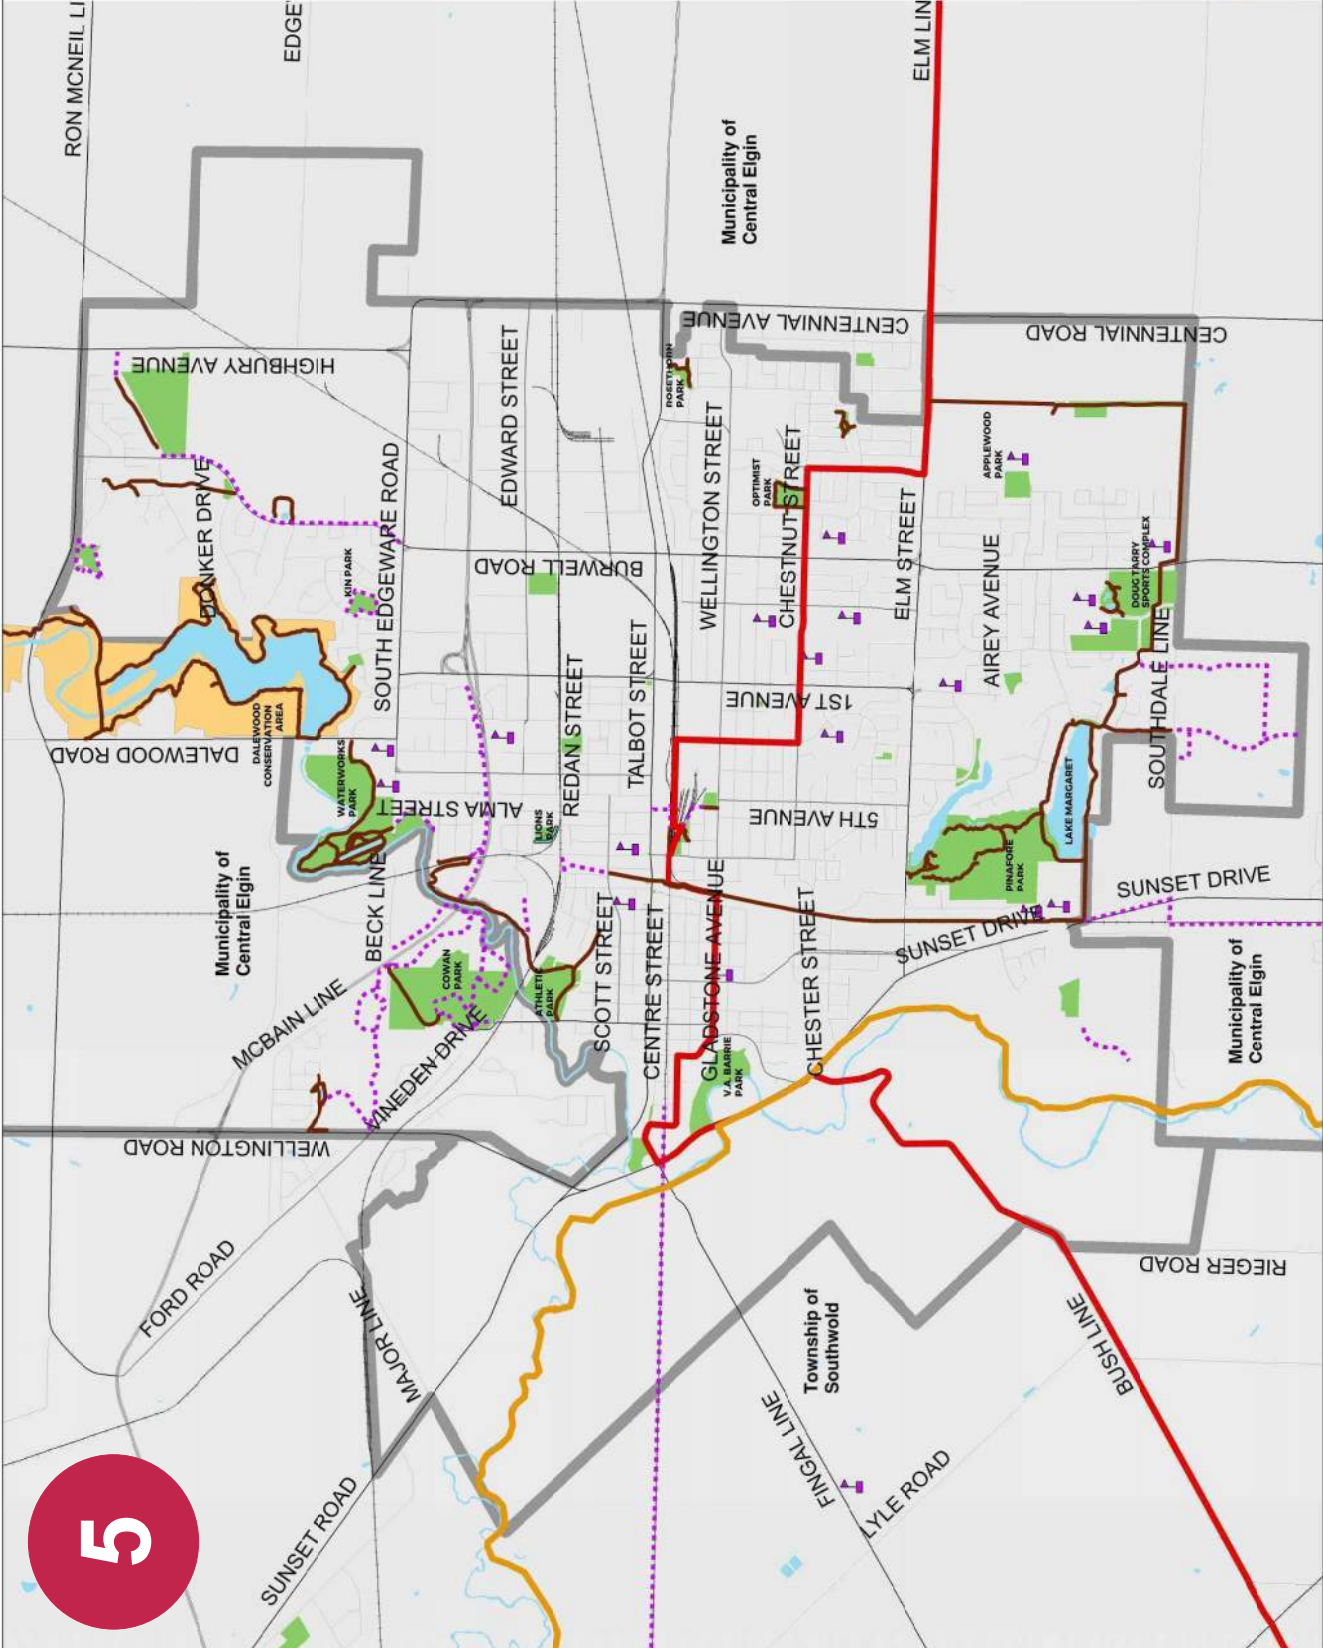 RON MCNEIL LI
EDGE
ELM LIN
Municipality of
Central Elgin
HIGHBURY AVENUE
CENTENNIAL AVENUE
CENTENNIAL ROAD
EDWARD STREET
ROSETHORN
PARK
WELLINGTON STREET
OPTIMIST
PARK
CHESTNUT STREET
ELM STREET
APPLEWOOD
PARK
DONKER DRIVE
SOUTH EDGEWARE ROAD
KIN PARK
BURWELL ROAD
AIREY AVENUE
DOUG TARRY
SPORTS COMPLEX
DALEWOOD ROAD
DALEWOOD
CONSERVATION
AREA
REDAN STREET
TALBOT STREET
1ST AVENUE
SOUTHDALE LINE
WATERWORKS
PARK
ALMA STREET
LIONS
PARK
5TH AVENUE
LAKE MARGARET
PINAFORE
PARK
SUNSET DRIVE
Municipality of
Central Elgin
BECK LINE
COWAN
PARK
ATHLETIC
PARK
SCOTT STREET
CENTRE STREET
GLADSTONE AVENUE
CHESTER STREET
SUNSET DRIVE
Municipality of
Central Elgin
MCBAIN LINE
VINEDEN DRIVE
V.A. BARRIE
PARK
WELLINGTON ROAD
FORD ROAD
MAJOR LINE
RIEGER ROAD
Township of
Southwold
BUSH LINE
FINGAL LINE
LYLE ROAD
SUNSET ROAD
5